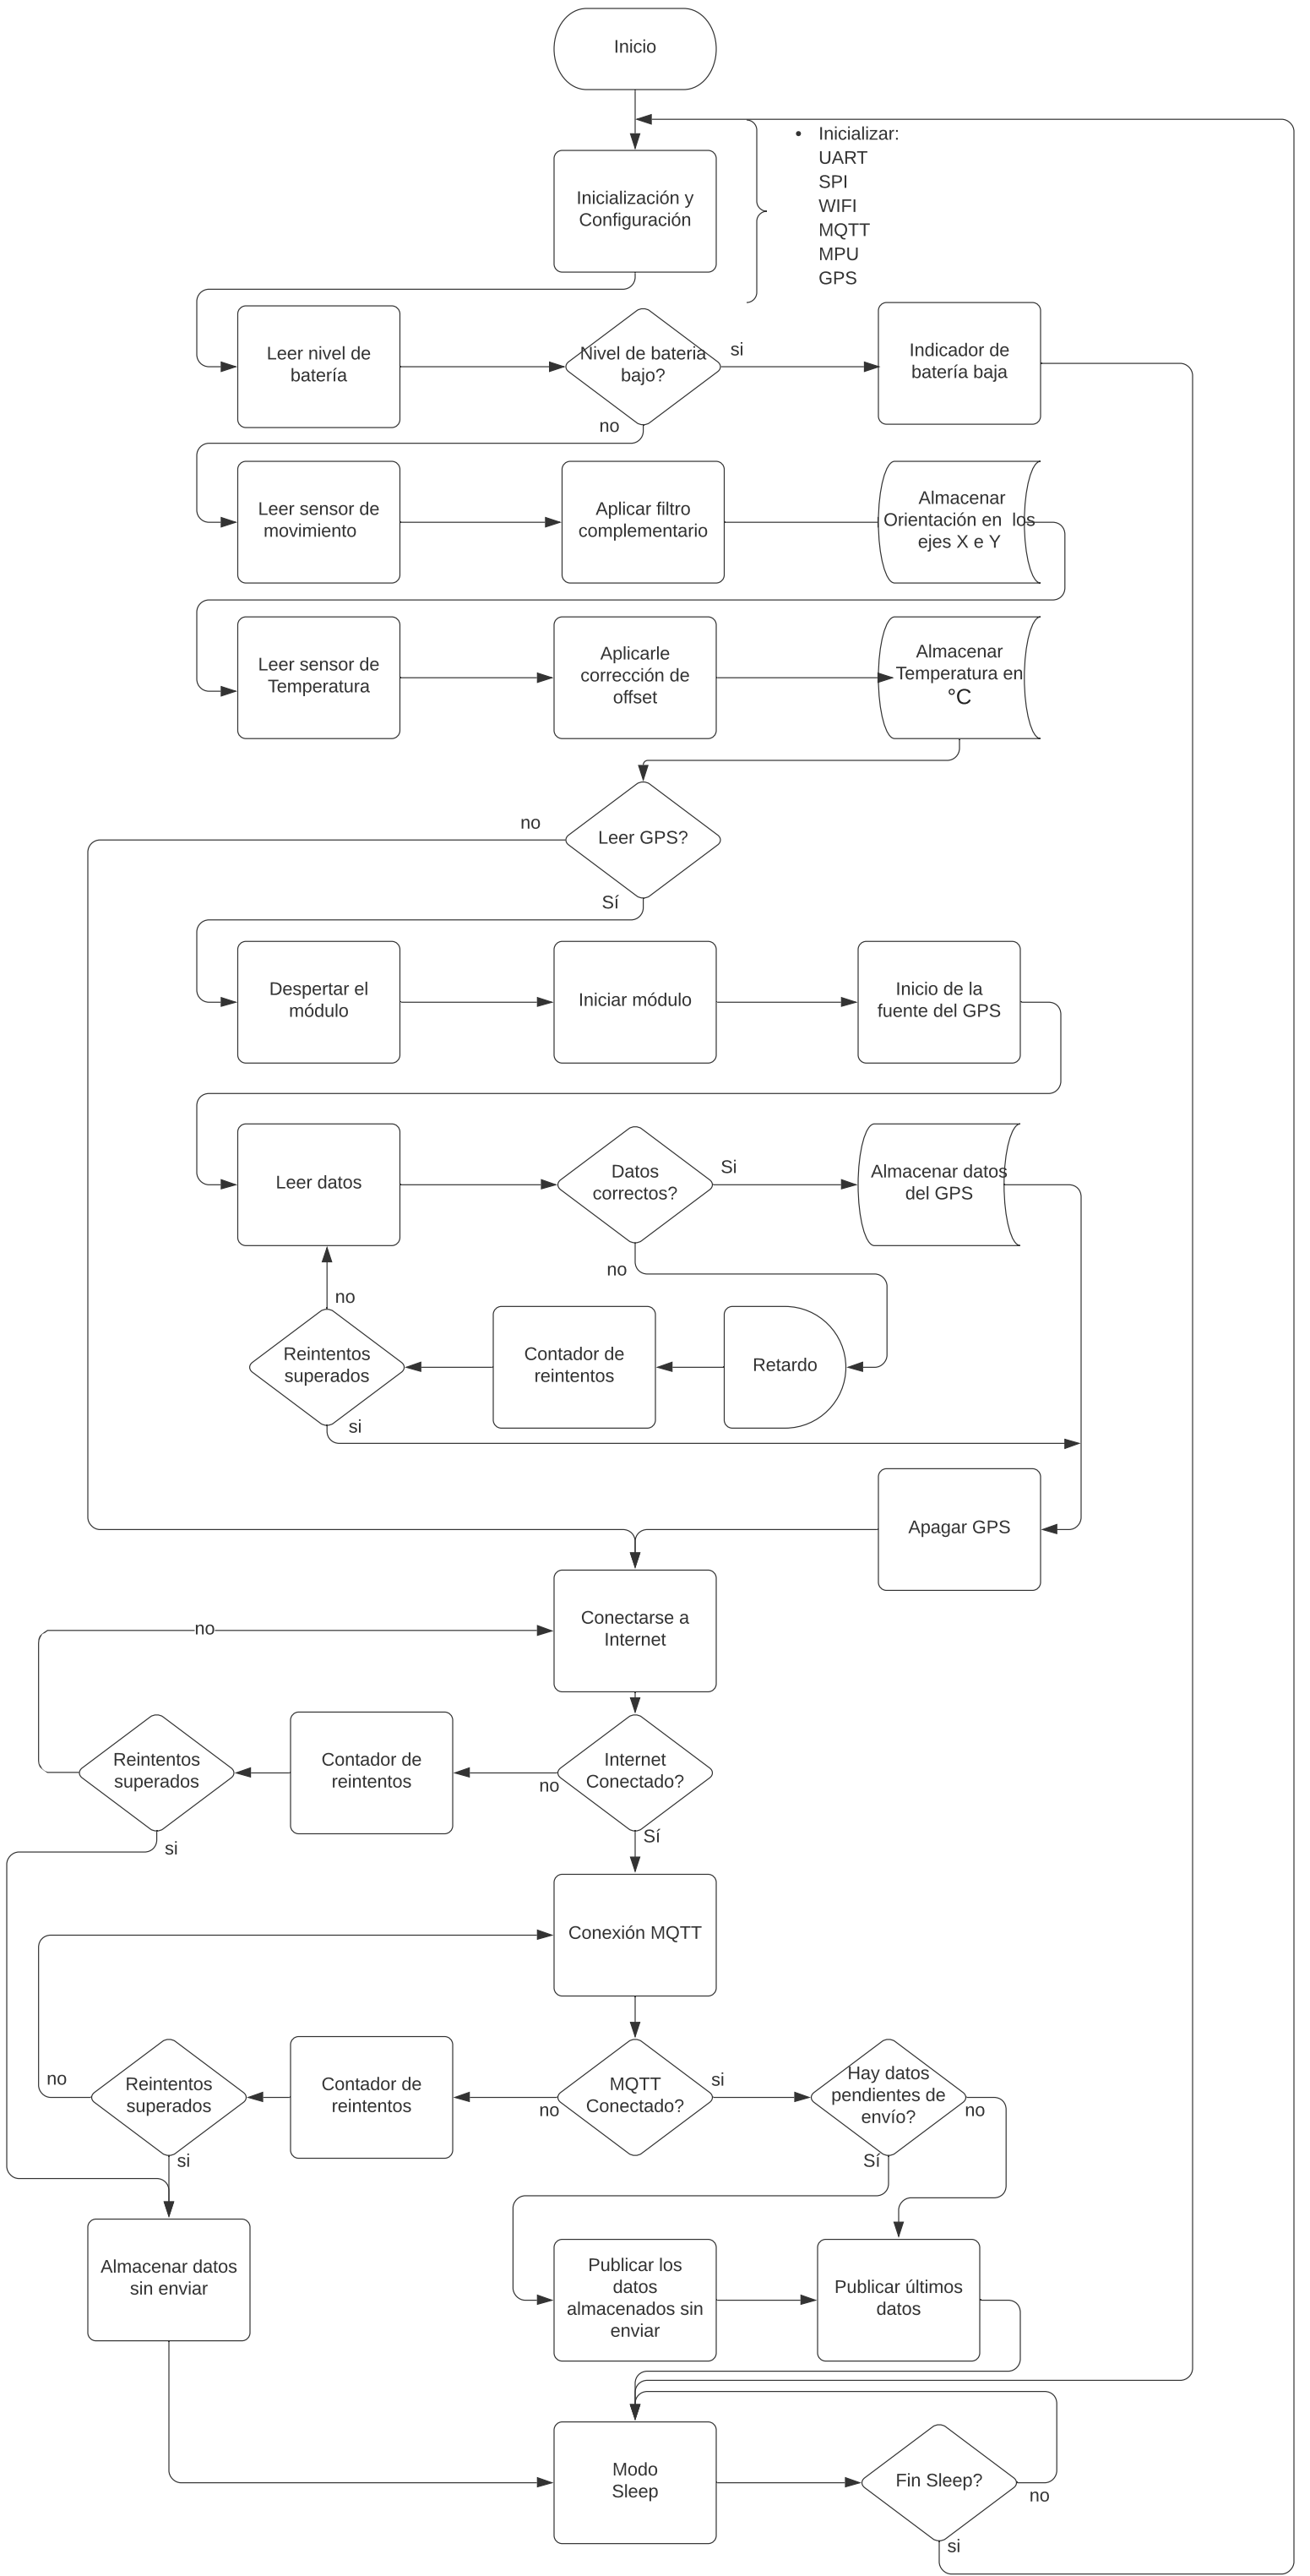 Inicio
• Inicializar:
UART
SPI
WIFI
MQTT
MPU
GPS
Inicialización y
Configuración
Leer nivel de
batería
Nivel de bateria
bajo?
si
no
Indicador de
batería baja
Leer sensor de
movimiento
Aplicar filtro
complementario
Almacenar
Orientación en los
ejes X e Y
Leer sensor de
Temperatura
Aplicarle
corrección de
offset
Almacenar
Temperatura en
°C
Leer GPS?
no
Sí
Despertar el
módulo
Iniciar módulo
Inicio de la
fuente del GPS
Leer datos
Datos
correctos?
Si
no
Almacenar datos
del GPS
Retardo
Contador de
reintentos
Reintentos
superados
no
si
Apagar GPS
Conectarse a
Internet
no
Internet
Conectado?
no
Sí
Contador de
reintentos
Reintentos
superados
si
Conexión MQTT
MQTT
Conectado?
no
si
Contador de
reintentos
Reintentos
superados
no
si
Hay datos
pendientes de
envío?
no
Sí
Almacenar datos
sin enviar
Publicar los
datos
almacenados sin
enviar
Publicar últimos
datos
Modo
Sleep
Fin Sleep?
no
si